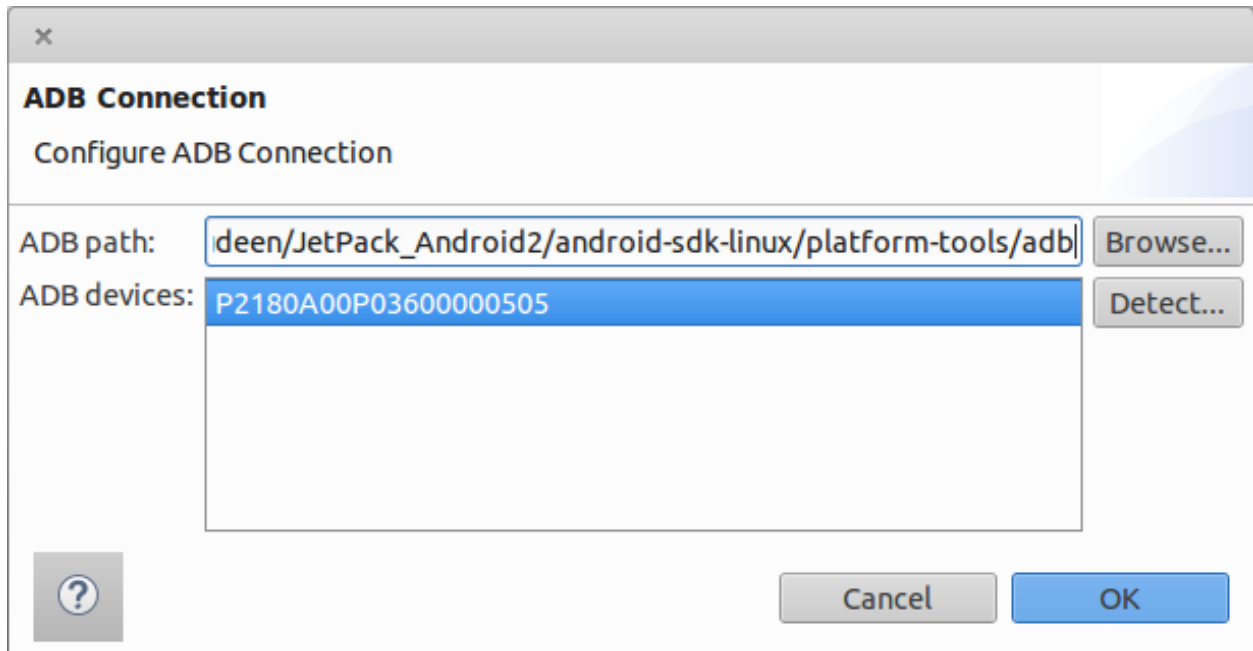 ADB Connection
Configure ADB Connection
ADB path: deen/JetPack_Android2/android-sdk-linux/platform-tools/adb Browse...
ADB devices: P2180A00P03600000505 Detect...
Cancel OK